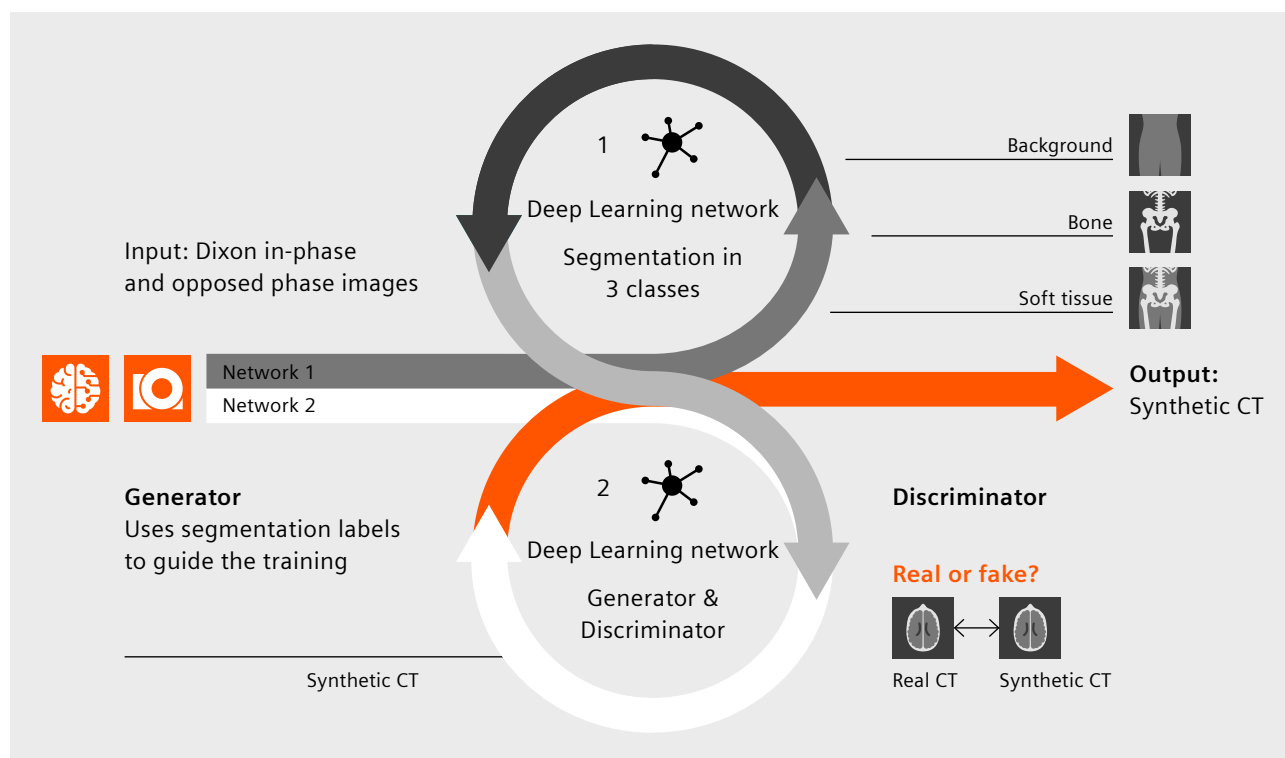 1
Deep Learning network
Segmentation in
3 classes
Background
Bone
Soft tissue
Input: Dixon in-phase
and opposed phase images
Network 1
Network 2
Output:
Synthetic CT
Generator
Uses segmentation labels
to guide the training
Synthetic CT
2
Deep Learning network
Generator &
Discriminator
Discriminator
Real or fake?
Real CT
Synthetic CT